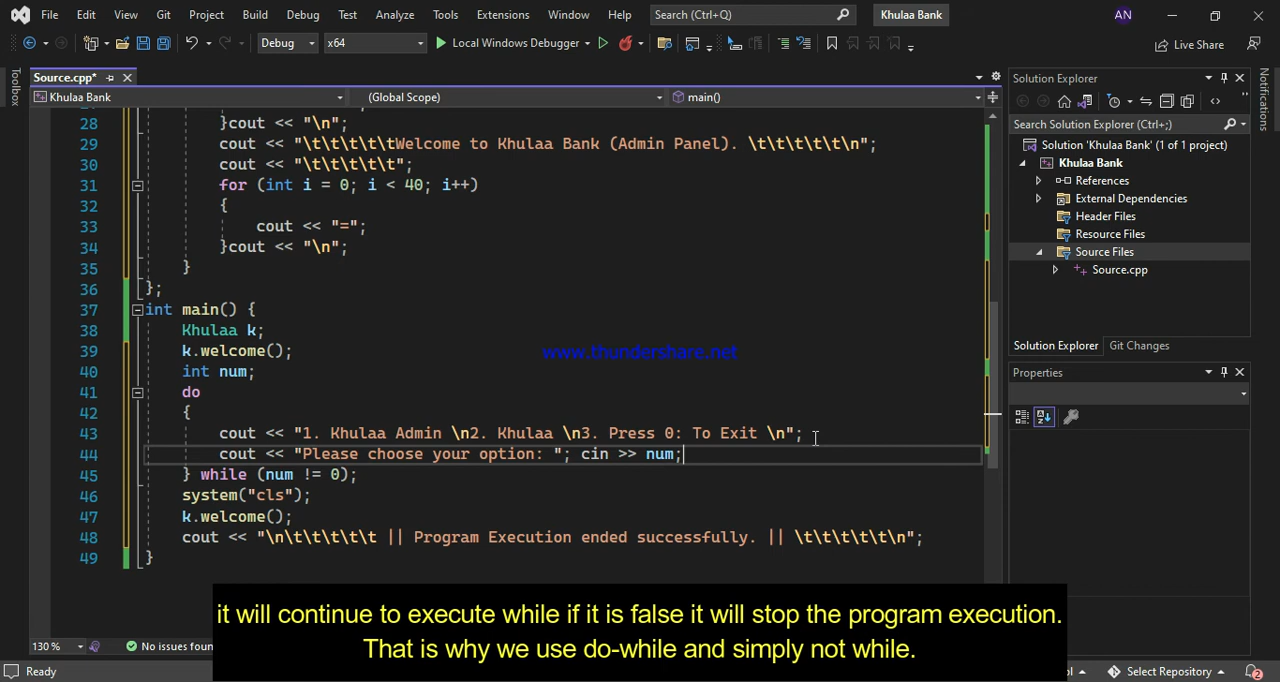 File Edit View Git Project Build Debug Test Analyze Tools Extensions Window Help Search (Ctrl+Q) Khulaa Bank AN
Debug x64 Local Windows Debugger Live Share
Toolbox
Source.cpp*
Khulaa Bank (Global Scope) main()
28 }cout << "\n";
29 cout << "\t\t\t\t\tWelcome to Khulaa Bank (Admin Panel). \t\t\t\t\t\n";
30 cout << "\t\t\t\t\t";
31 for (int i = 0; i < 40; i++)
32 {
33 cout << "=";
34 }cout << "\n";
35 }
36 };
37 int main() {
38 Khulaa k;
39 k.welcome();
40 int num;
41 do
42 {
43 cout << "1. Khulaa Admin \n2. Khulaa \n3. Press 0: To Exit \n";
44 cout << "Please choose your option: "; cin >> num;
45 } while (num != 0);
46 system("cls");
47 k.welcome();
48 cout << "\n\t\t\t\t\t || Program Execution ended successfully. || \t\t\t\t\t\n";
49 }
www.thundershare.net
Solution Explorer
Search Solution Explorer (Ctrl+;)
Solution 'Khulaa Bank' (1 of 1 project)
Khulaa Bank
References
External Dependencies
Header Files
Resource Files
Source Files
Source.cpp
Solution Explorer Git Changes
Properties
Notifications
it will continue to execute while if it is false it will stop the program execution.
That is why we use do-while and simply not while.
130 % No issues foun
Ready Select Repository 2